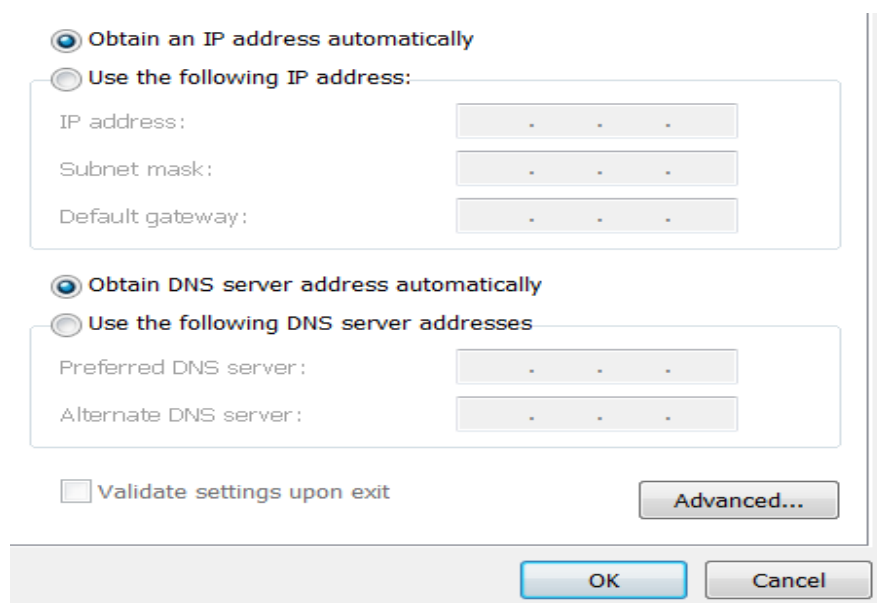 Obtain an IP address automatically
Use the following IP address:
IP address:
. . .
Subnet mask:
. . .
Default gateway:
. . .
Obtain DNS server address automatically
Use the following DNS server addresses
Preferred DNS server:
. . .
Alternate DNS server:
. . .
Validate settings upon exit
Advanced...
OK
Cancel